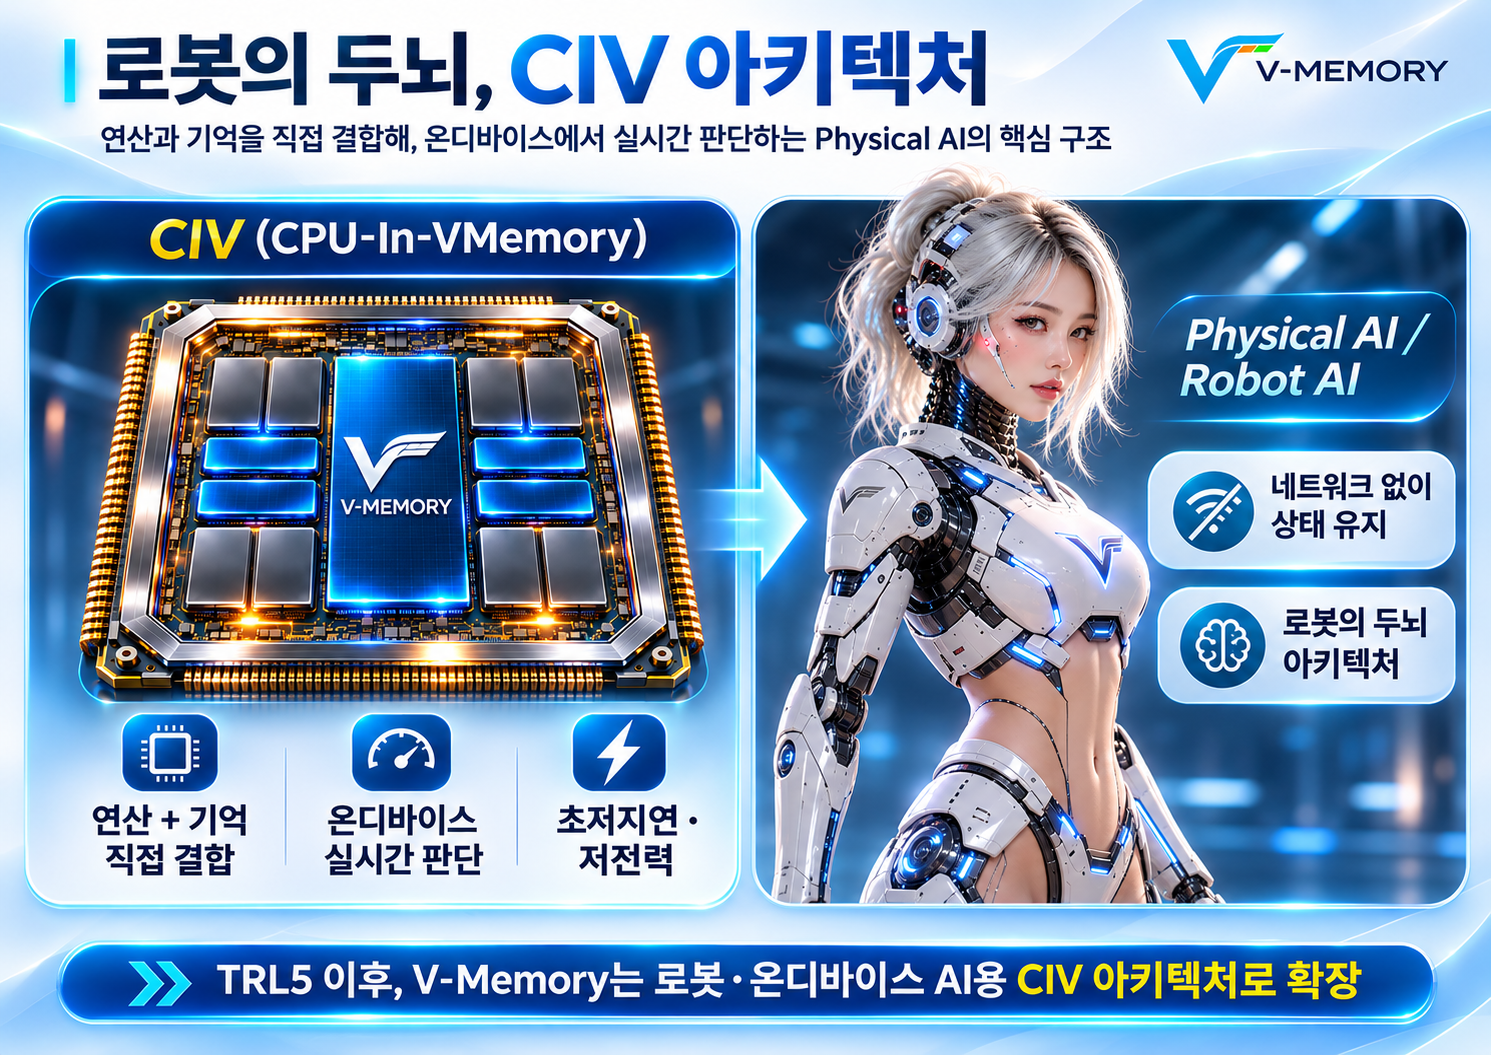 로봇의 두뇌, CIV 아키텍처
V-MEMORY
연산과 기억을 직접 결합해, 온디바이스에서 실시간 판단하는 Physical AI의 핵심 구조
CIV (CPU-In-VMemory)
V-MEMORY
연산 + 기억
직접 결합
온디바이스
실시간 판단
초저지연 ·
저전력
Physical AI /
Robot AI
네트워크 없이
상태 유지
로봇의 두뇌
아키텍처
TRL5 이후, V-Memory는 로봇 · 온디바이스 AI용 CIV 아키텍처로 확장